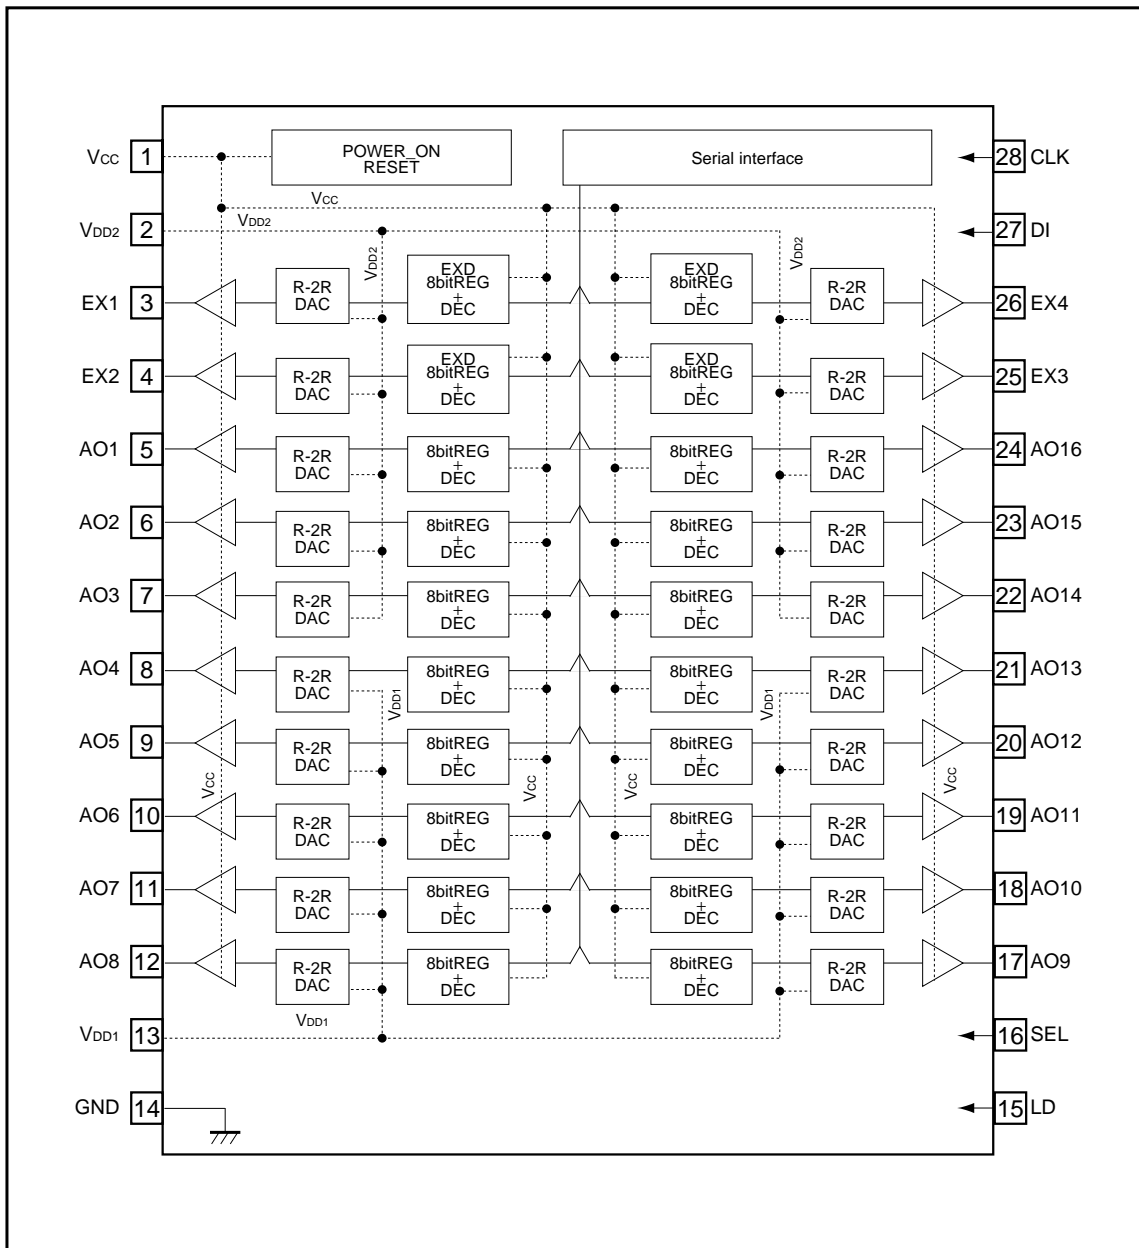 Vcc 1 POWER_ON RESET Serial interface 28 CLK
Vcc
VDD2 2 VDD2 27 DI
VDD2 VDD2
EX1 3 R-2R DAC EXD 8bitREG + DEC EXD 8bitREG + DEC R-2R DAC 26 EX4
EX2 4 R-2R DAC EXD 8bitREG + DEC EXD 8bitREG + DEC R-2R DAC 25 EX3
AO1 5 R-2R DAC 8bitREG + DEC 8bitREG + DEC R-2R DAC 24 AO16
AO2 6 R-2R DAC 8bitREG + DEC 8bitREG + DEC R-2R DAC 23 AO15
AO3 7 R-2R DAC 8bitREG + DEC 8bitREG + DEC R-2R DAC 22 AO14
AO4 8 R-2R DAC 8bitREG + DEC 8bitREG + DEC R-2R DAC 21 AO13
VDD1 VDD1
AO5 9 R-2R DAC 8bitREG + DEC 8bitREG + DEC R-2R DAC 20 AO12
Vcc Vcc Vcc Vcc
AO6 10 R-2R DAC 8bitREG + DEC 8bitREG + DEC R-2R DAC 19 AO11
AO7 11 R-2R DAC 8bitREG + DEC 8bitREG + DEC R-2R DAC 18 AO10
AO8 12 R-2R DAC 8bitREG + DEC 8bitREG + DEC R-2R DAC 17 AO9
VDD1 13 VDD1 16 SEL
GND 14 15 LD